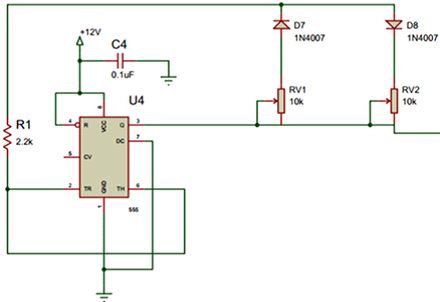 D7
1N4007
D8
1N4007
+12V
C4
0.1uF
U4
RV1
10k
RV2
10k
R1
2.2k
8
4
R
VCC
Q
3
DC
7
5
CV
2
TR
GND
TH
6
1
555